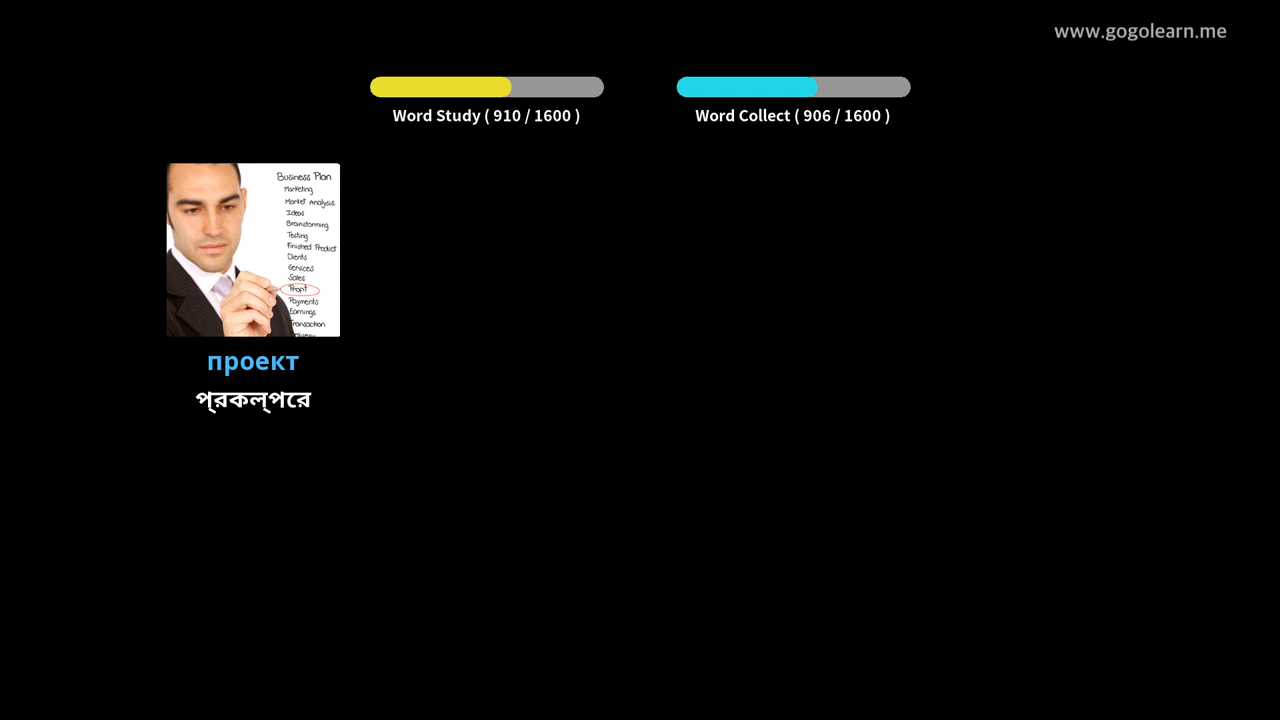 www.gogolearn.me
Word Study ( 910 / 1600 )
Word Collect ( 906 / 1600 )
Business Plan
Marketing
Market Analysis
Ideas
Brainstorming
Testing
Finished Product
Clients
Services
Sales
Profit
Payments
Earnings
Transaction
Delivery
проект
প্রকল্পরে